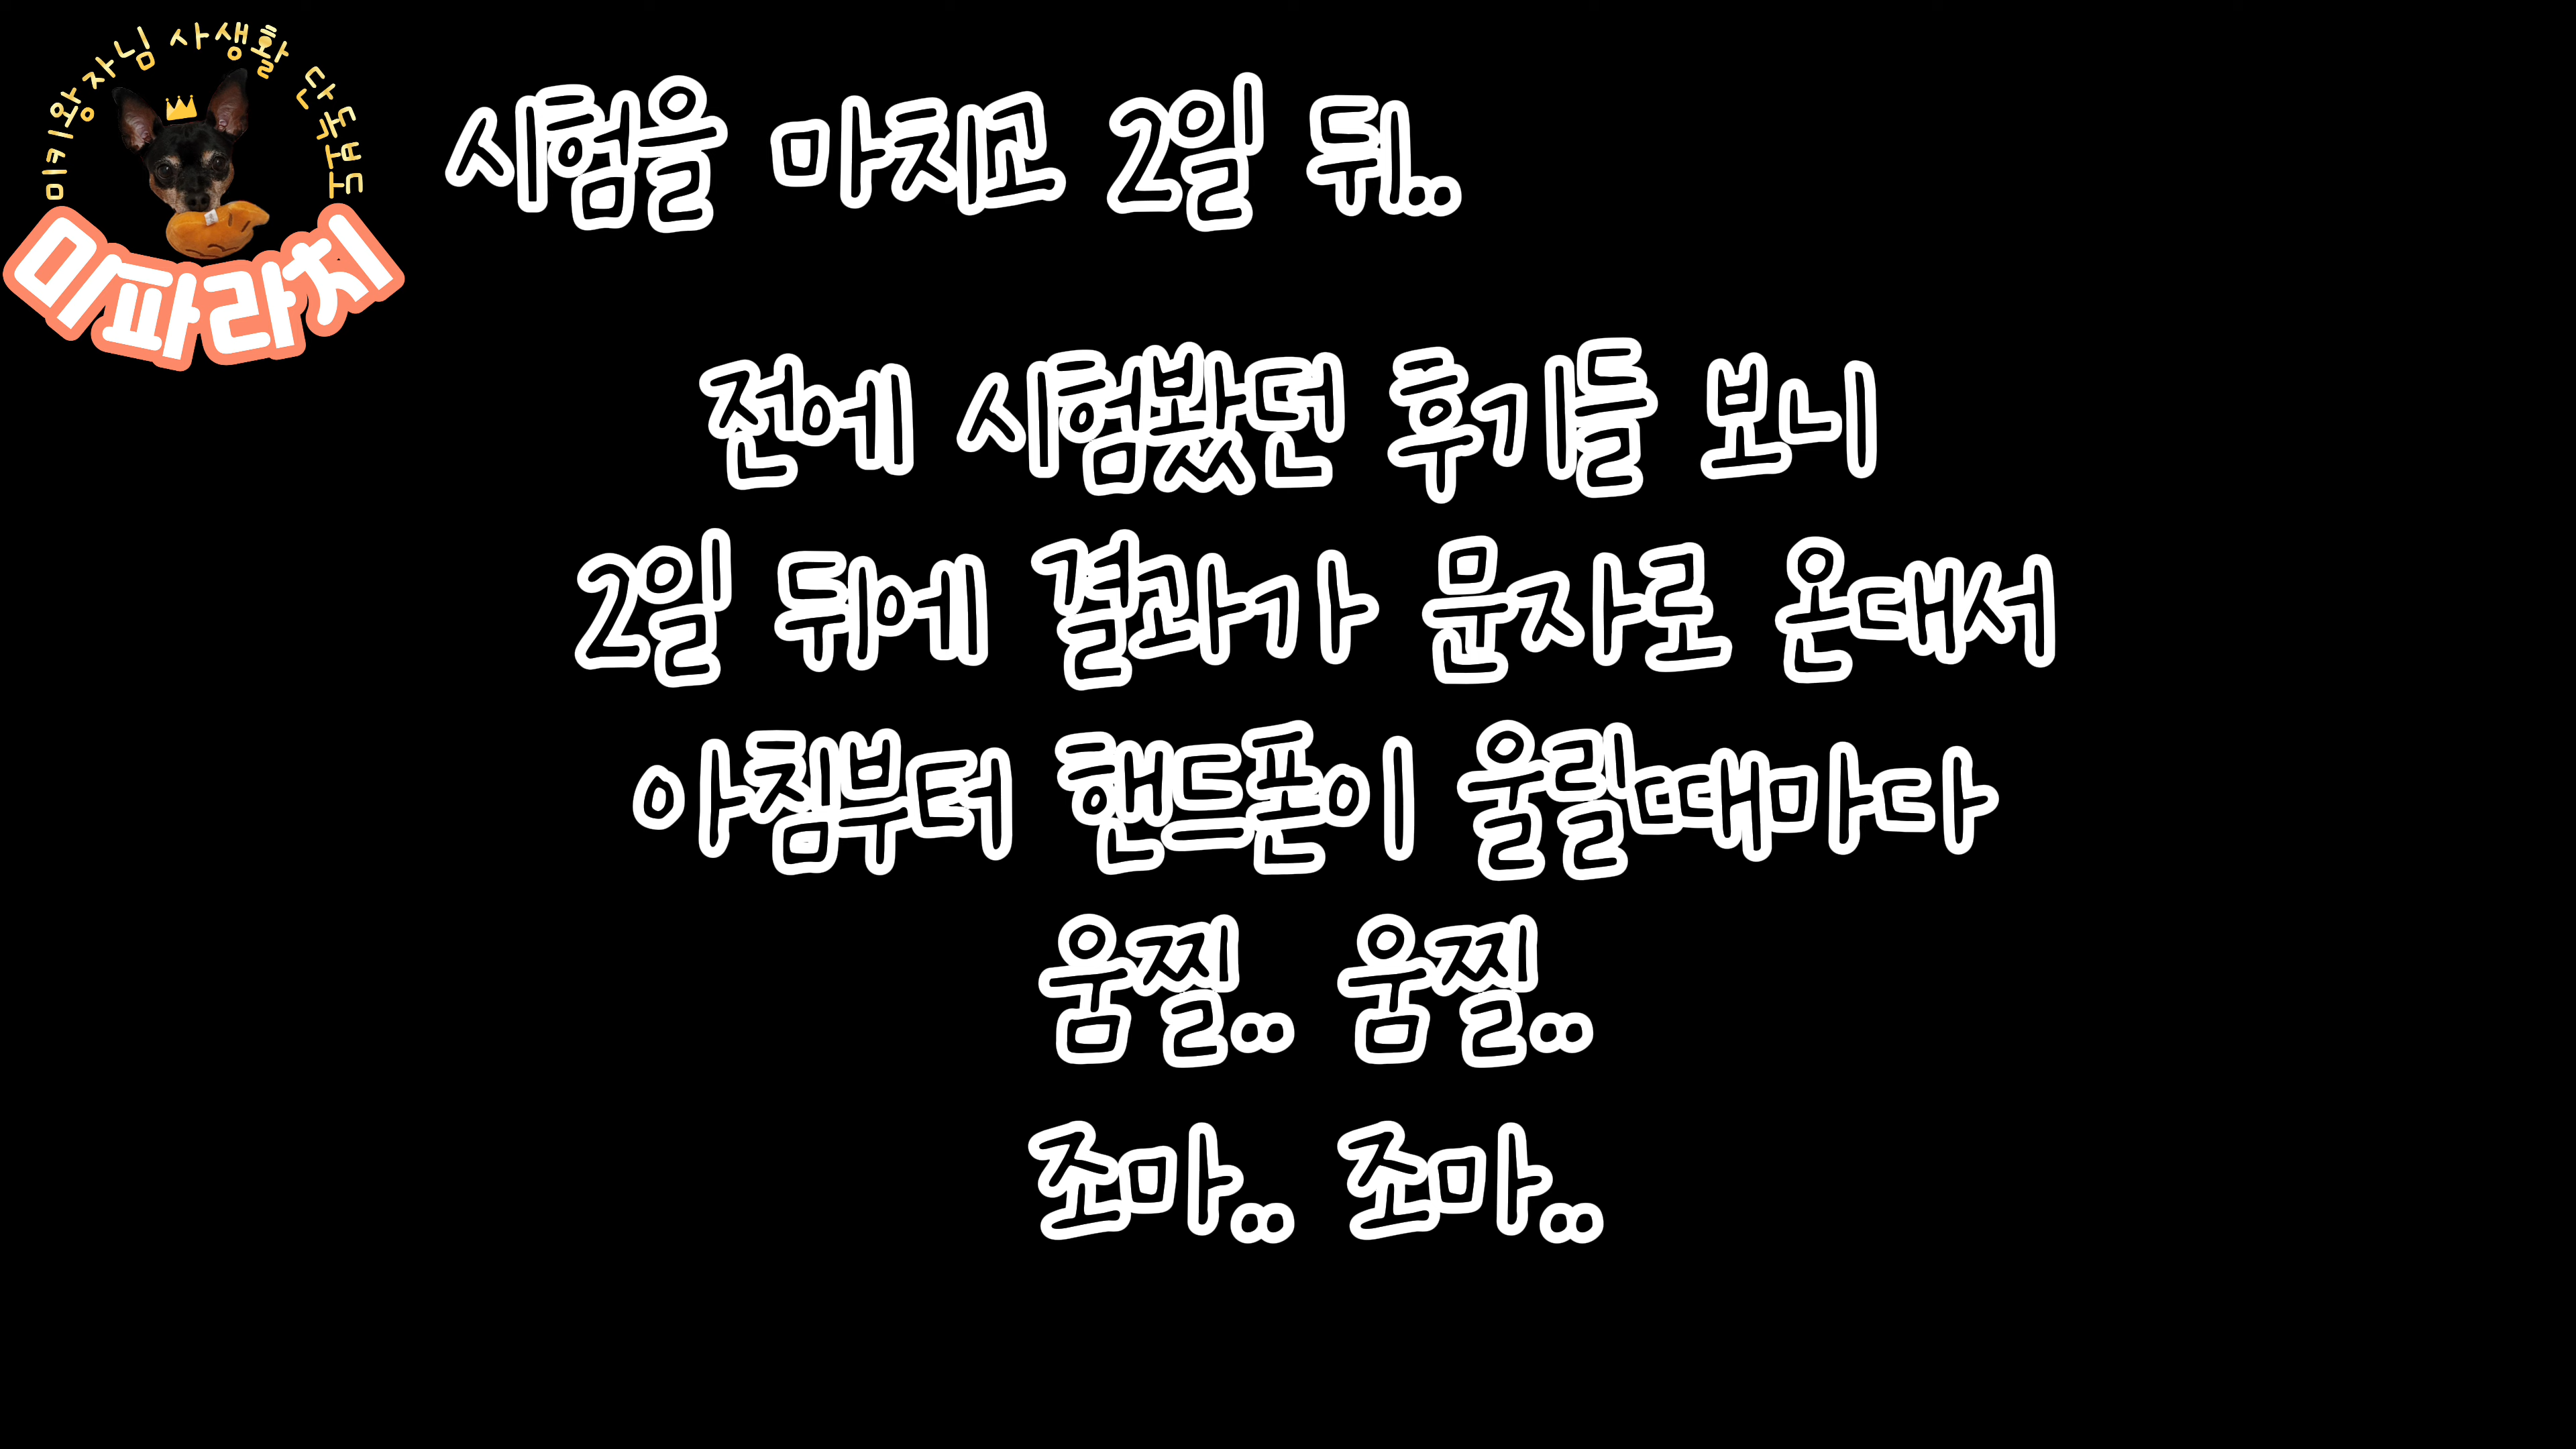 미키왕자님 사생활 단독보도
미파라치
시험을 마치고 2일 뒤..
전에 시험봤던 후기들 보니
2일 뒤에 결과가 문자로 온대서
아침부터 핸드폰이 울릴때마다
움찔.. 움찔..
조마.. 조마..